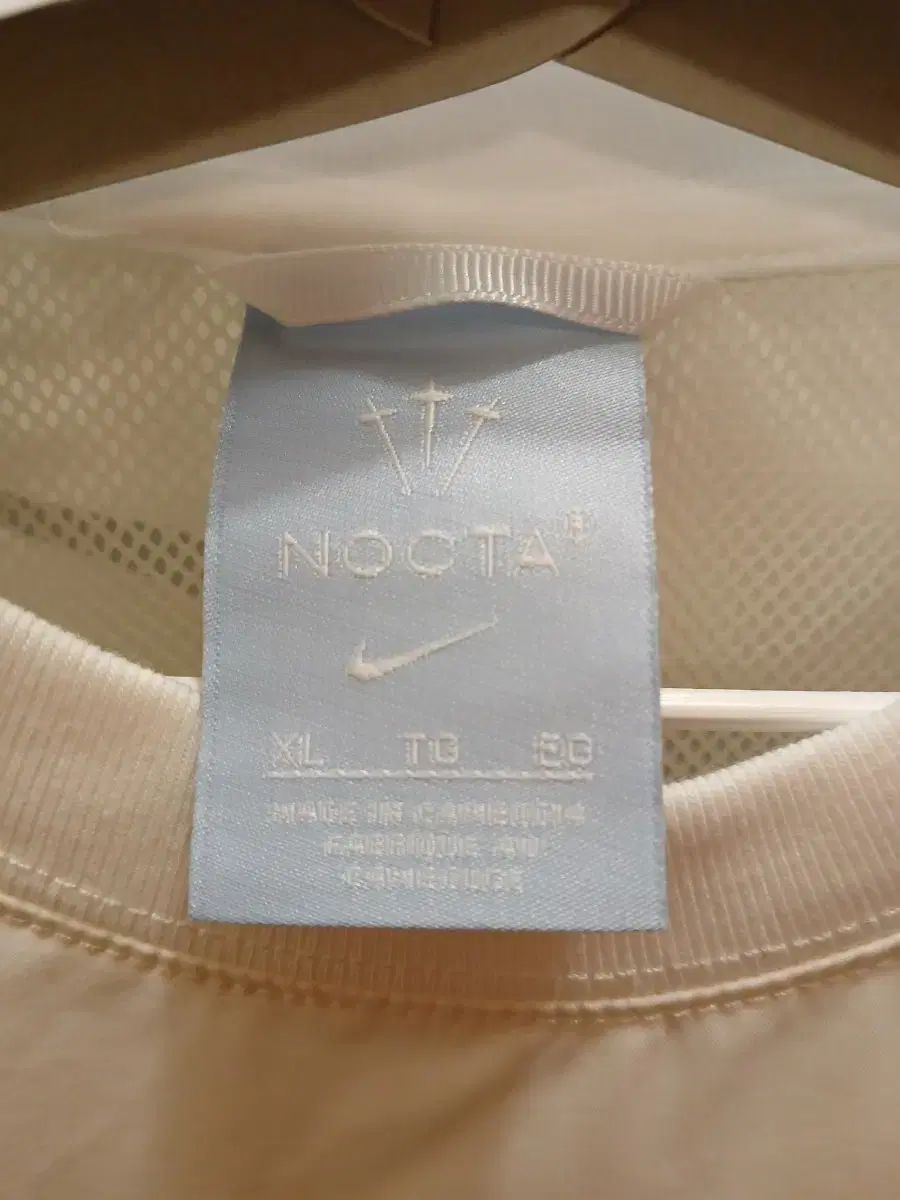 NOCTA®
XL TG EG
MADE IN CAMBODIA
FABRIQUE AU
CAMBODGE